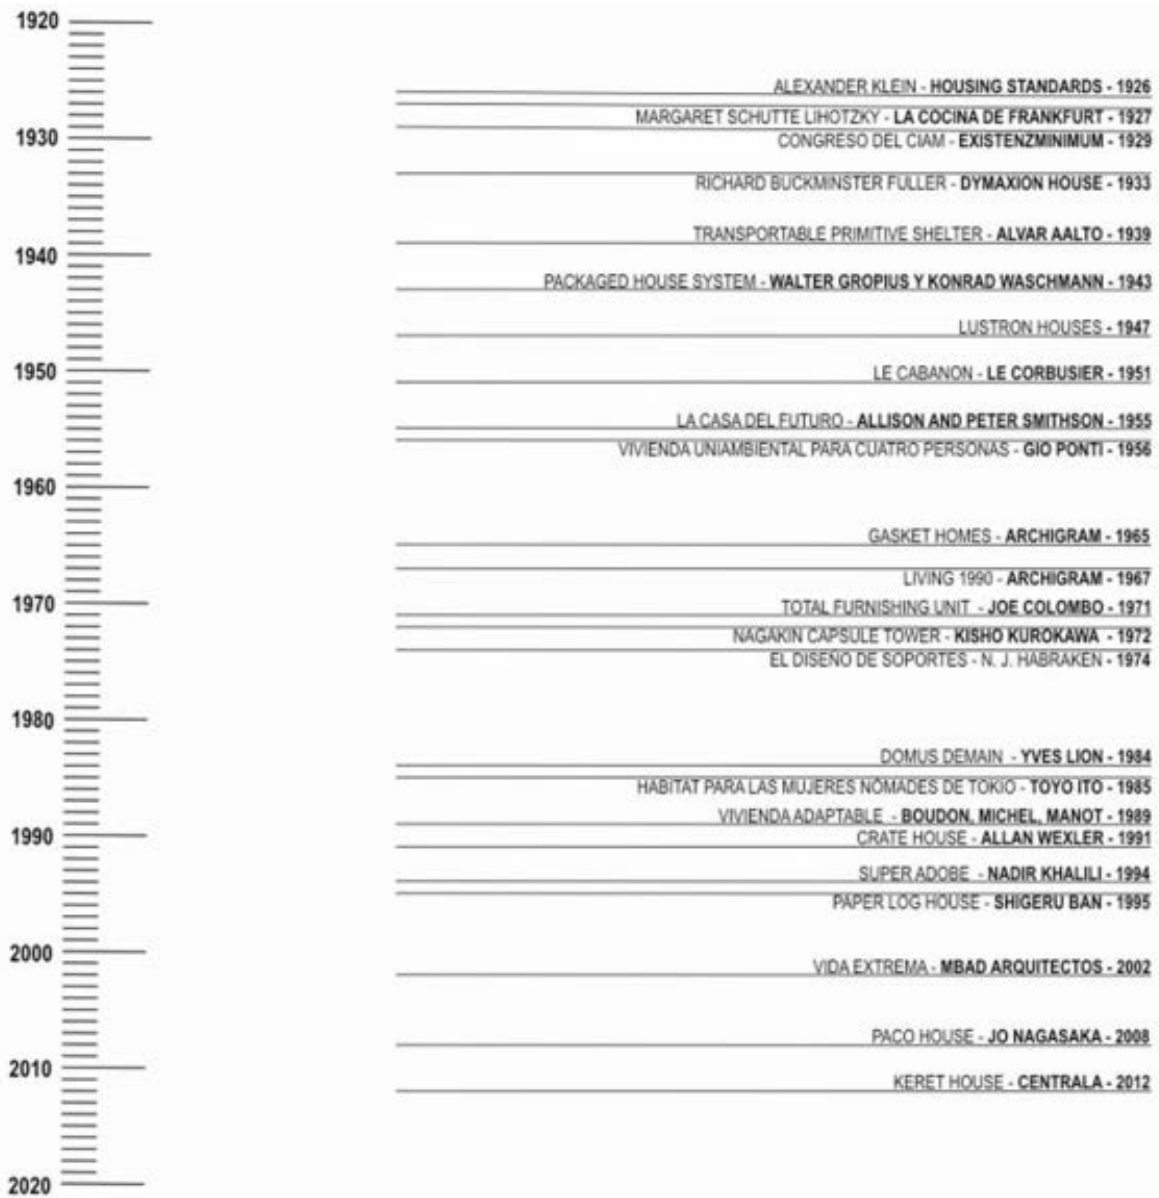 1920
ALEXANDER KLEIN - HOUSING STANDARDS - 1926
MARGARET SCHUTTE LIHOTZKY - LA COCINA DE FRANKFURT - 1927
1930
CONGRESO DEL CIAM - EXISTENZMINIMUM - 1929
RICHARD BUCKMINSTER FULLER - DYMAXION HOUSE - 1933
TRANSPORTABLE PRIMITIVE SHELTER - ALVAR AALTO - 1939
1940
PACKAGED HOUSE SYSTEM - WALTER GROPIUS Y KONRAD WASCHMANN - 1943
LUSTRON HOUSES - 1947
1950
LE CABANON - LE CORBUSIER - 1951
LA CASA DEL FUTURO - ALLISON AND PETER SMITHSON - 1955
VIVIENDA UNIAMBIENTAL PARA CUATRO PERSONAS - GIO PONTI - 1956
1960
GASKET HOMES - ARCHIGRAM - 1965
LIVING 1990 - ARCHIGRAM - 1967
1970
TOTAL FURNISHING UNIT - JOE COLOMBO - 1971
NAGAKIN CAPSULE TOWER - KISHO KUROKAWA - 1972
EL DISEÑO DE SOPORTES - N. J. HABRAKEN - 1974
1980
DOMUS DEMAIN - YVES LION - 1984
HABITAT PARA LAS MUJERES NÓMADES DE TOKIO - TOYO ITO - 1985
VIVIENDA ADAPTABLE - BOUDON, MICHEL, MANOT - 1989
1990
CRATE HOUSE - ALLAN WEXLER - 1991
SUPER ADOBE - NADIR KHALILI - 1994
PAPER LOG HOUSE - SHIGERU BAN - 1995
2000
VIDA EXTREMA - MBAD ARQUITECTOS - 2002
PACO HOUSE - JO NAGASAKA - 2008
2010
KERET HOUSE - CENTRALA - 2012
2020